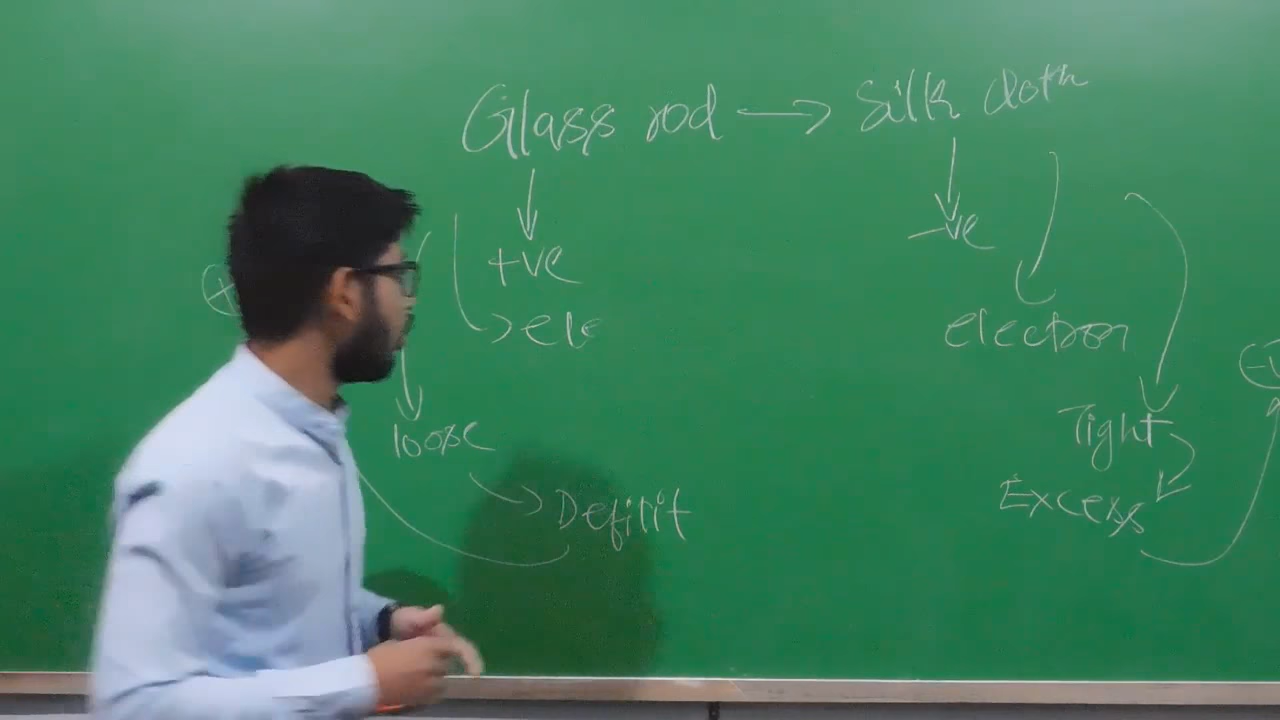 Glass rod → Silk cloth
+ve
-ve
ele
electron
loose
Tight
Deficit
Excess